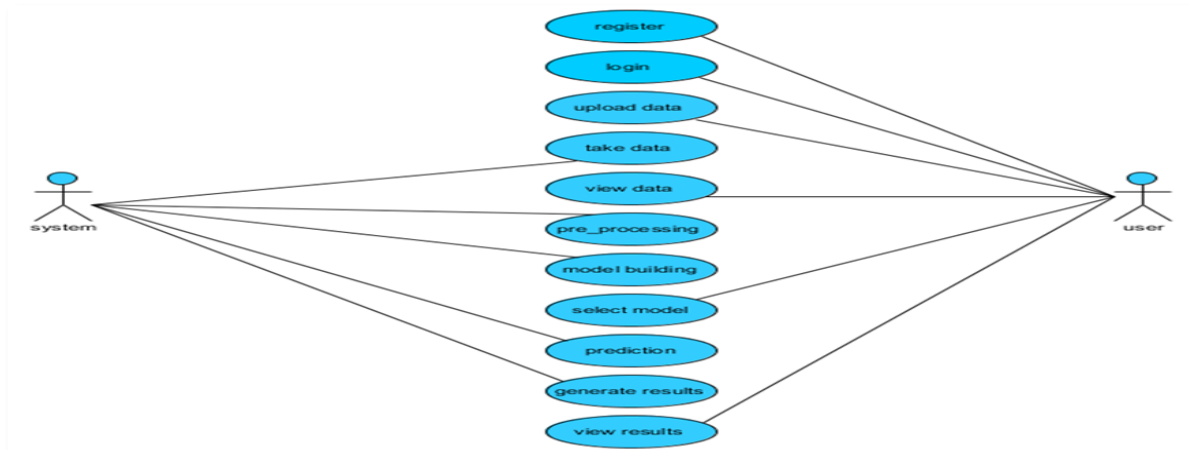 register
login
upload data
take data
view data
system
user
pre_processing
model building
select model
prediction
generate results
view results